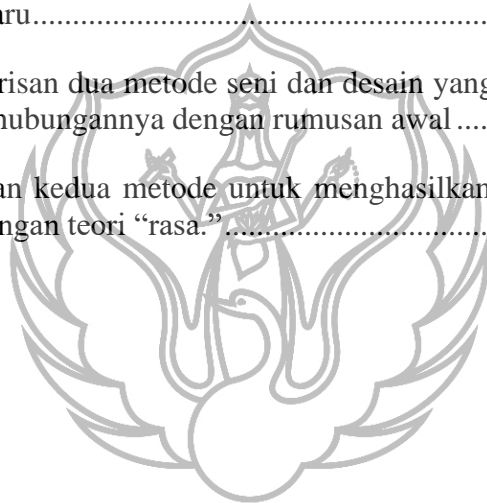 aru..........................................................................
risan dua metode seni dan desain yang
hubungannya dengan rumusan awal ....
an kedua metode untuk menghasilkan
ngan teori “rasa.” ...............................................